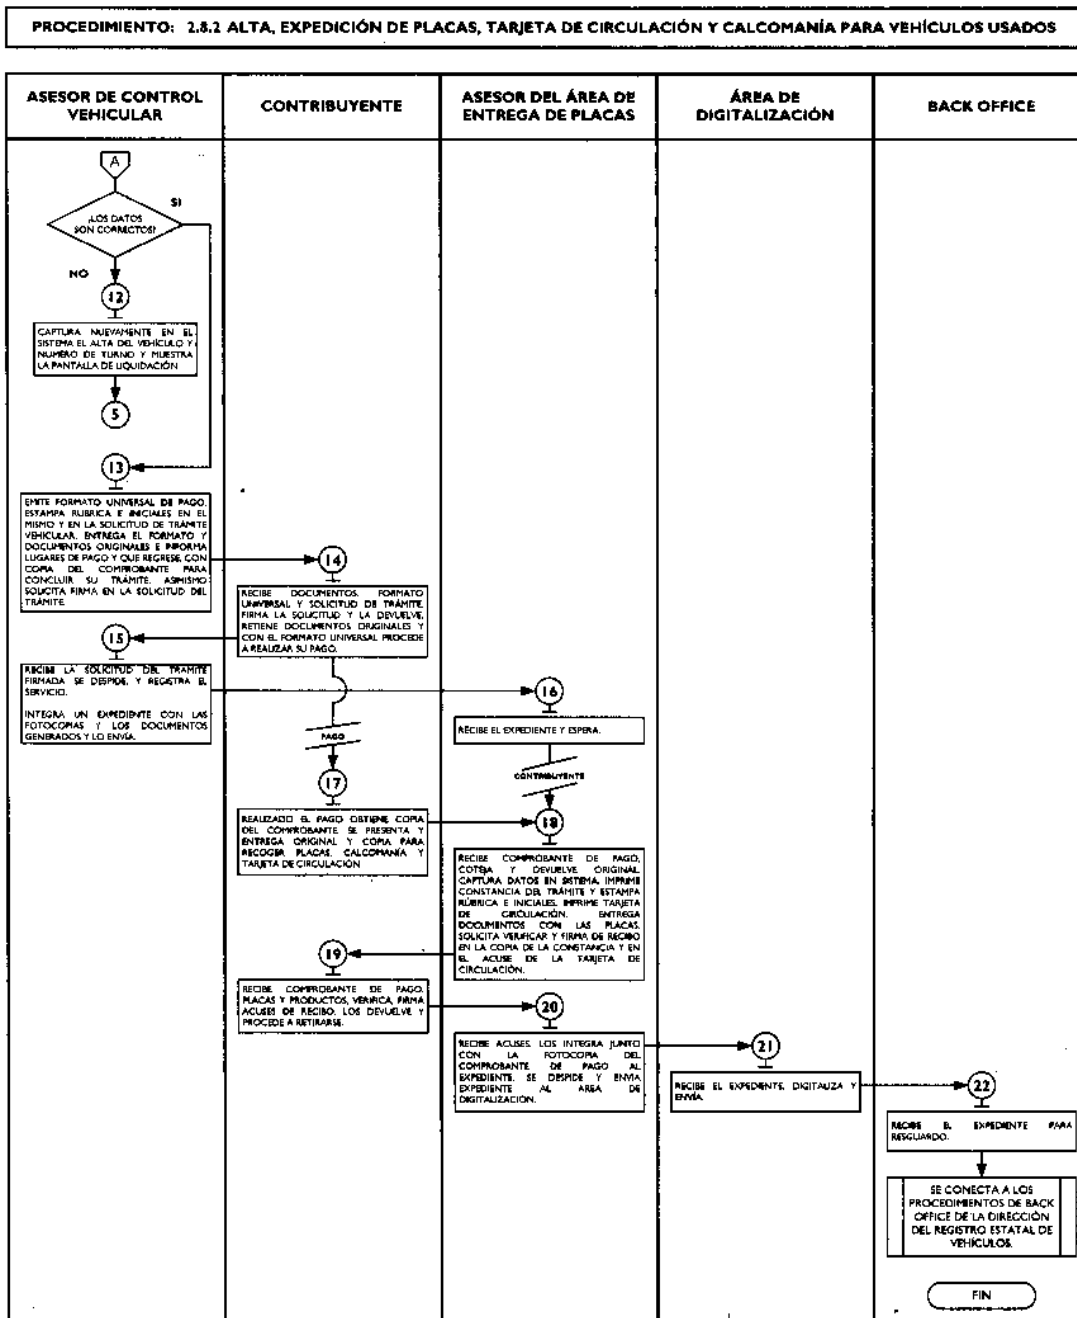 PROCEDIMIENTO: 2.8.2 ALTA, EXPEDICIÓN DE PLACAS, TARJETA DE CIRCULACIÓN Y CALCOMANÍA PARA VEHÍCULOS USADOS
ASESOR DE CONTROL
VEHICULAR
CONTRIBUYENTE
ASESOR DEL ÁREA DE
ENTREGA DE PLACAS
ÁREA DE
DIGITALIZACIÓN
BACK OFFICE
A
¿LOS DATOS
SON CORRECTOS?
SI
NO
12
CAPTURA NUEVAMENTE EN EL
SISTEMA EL ALTA DEL VEHÍCULO Y
NUMÉRO DE TURNO Y MUESTRA
LA PANTALLA DE LIQUIDACIÓN
5
13
EMITE FORMATO UNIVERSAL DE PAGO,
ESTAMPA RUBRICA E INICIALES EN EL
MISMO Y EN LA SOLICITUD DE TRÁMITE
VEHICULAR. ENTREGA EL FORMATO Y
DOCUMENTOS ORIGINALES E INFORMA
LUGARES DE PAGO Y QUE REGRESE, CON
COPIA DEL COMPROBANTE PARA
CONCLUIR SU TRÁMITE. ASIMISMO
SOLICITA FIRMA EN LA SOLICITUD DEL
TRÁMITE.
14
RECIBE DOCUMENTOS, FORMATO
UNIVERSAL Y SOLICITUD DE TRÁMITE.
FIRMA LA SOLICITUD Y LA DEVUELVE,
RETIENE DOCUMENTOS ORIGINALES Y
CON EL FORMATO UNIVERSAL PROCEDE
A REALIZAR SU PAGO.
15
RECIBE LA SOLICITUD DEL TRAMITE
FIRMADA SE DESPIDE, Y REGISTRA EL
SERVICIO.
INTEGRA UN EXPEDIENTE CON LAS
FOTOCOPIAS Y LOS DOCUMENTOS
GENERADOS Y LO ENVÍA.
16
RECIBE EL EXPEDIENTE Y ESPERA.
PAGO
CONTRIBUYENTE
17
REALIZADO EL PAGO OBTIENE COPIA
DEL COMPROBANTE SE PRESENTA Y
ENTREGA ORIGINAL Y COPIA PARA
RECOGER PLACAS, CALCOMANÍA Y
TARJETA DE CIRCULACIÓN
18
RECIBE COMPROBANTE DE PAGO,
COTEJA Y DEVUELVE ORIGINAL.
CAPTURA DATOS EN SISTEMA, IMPRIME
CONSTANCIA DEL TRÁMITE Y ESTAMPA
RÚBRICA E INICIALES. IMPRIME TARJETA
DE CIRCULACIÓN. ENTREGA
DOCUMENTOS CON LAS PLACAS.
SOLICITA VERIFICAR Y FIRMA DE RECIBO
EN LA COPIA DE LA CONSTANCIA Y EN
EL ACUSE DE LA TARJETA DE
CIRCULACIÓN.
19
RECIBE COMPROBANTE DE PAGO,
PLACAS Y PRODUCTOS, VERIFICA, FIRMA
ACUSES DE RECIBO, LOS DEVUELVE Y
PROCEDE A RETIRARSE.
20
RECIBE ACUSES, LOS INTEGRA JUNTO
CON LA FOTOCOPIA DEL
COMPROBANTE DE PAGO AL
EXPEDIENTE. SE DESPIDE Y ENVIA
EXPEDIENTE AL AREA DE
DIGITALIZACIÓN.
21
RECIBE EL EXPEDIENTE, DIGITALIZA Y
ENVÍA.
22
RECIBE EL EXPEDIENTE PARA
RESGUARDO.
SE CONECTA A LOS
PROCEDIMIENTOS DE BACK
OFFICE DE LA DIRECCIÓN
DEL REGISTRO ESTATAL DE
VEHÍCULOS.
FIN